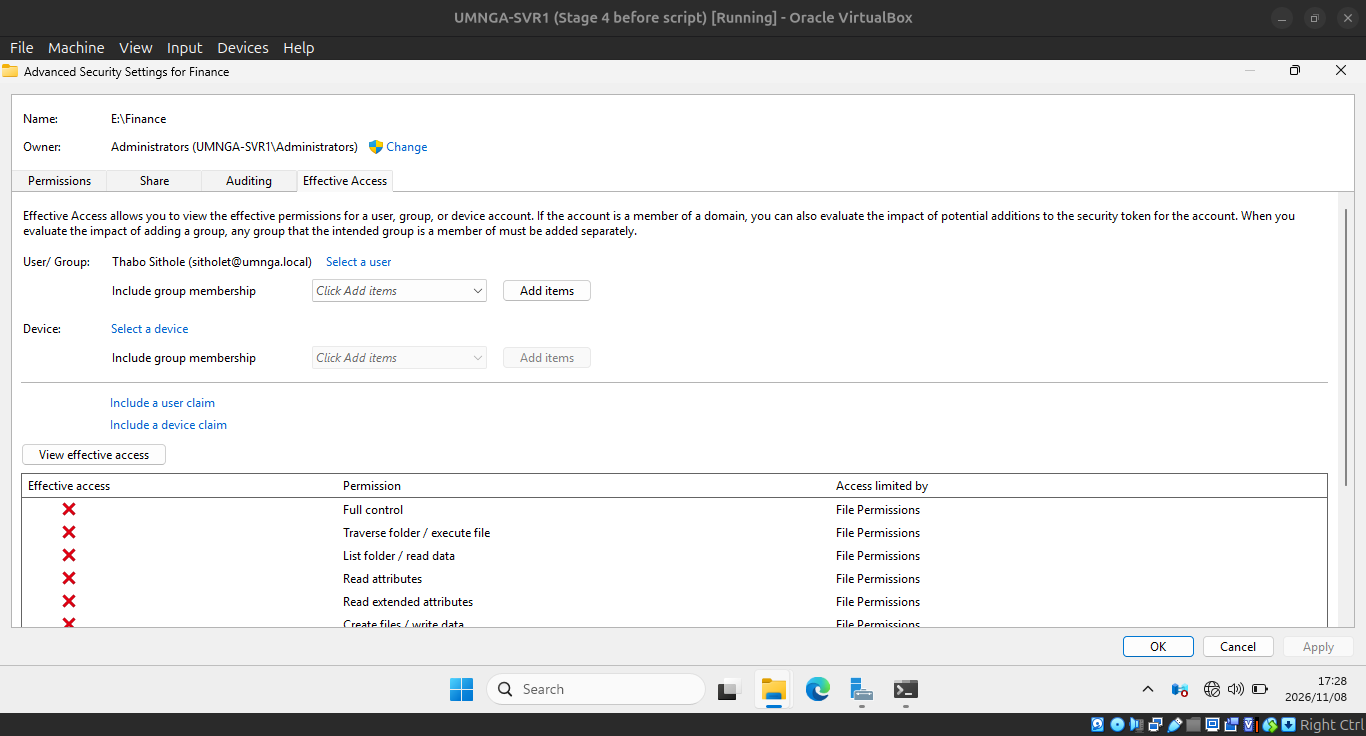 UMNGA-SVR1 (Stage 4 before script) [Running] - Oracle VirtualBox
File Machine View Input Devices Help
Advanced Security Settings for Finance
Name: E:\Finance
Owner: Administrators (UMNGA-SVR1\Administrators) Change
Permissions Share Auditing Effective Access
Effective Access allows you to view the effective permissions for a user, group, or device account. If the account is a member of a domain, you can also evaluate the impact of potential additions to the security token for the account. When you
evaluate the impact of adding a group, any group that the intended group is a member of must be added separately.
User/ Group: Thabo Sithole (sitholet@umnga.local) Select a user
Include group membership Click Add items Add items
Device: Select a device
Include group membership Click Add items Add items
Include a user claim
Include a device claim
View effective access
Effective access Permission Access limited by
Full control File Permissions
Traverse folder / execute file File Permissions
List folder / read data File Permissions
Read attributes File Permissions
Read extended attributes File Permissions
Create files / write data File Permissions
OK Cancel Apply
Search
17:28
2026/11/08
Right Ctrl